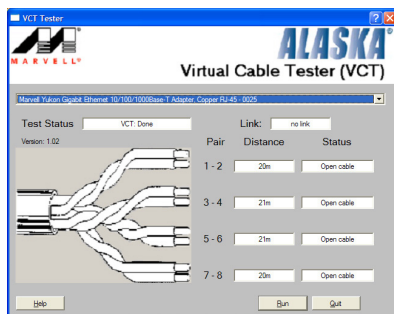 VCT Tester
MARVELL®
ALASKA®
Virtual Cable Tester (VCT)
Marvell Yukon Gigabit Ethernet 10/100/1000Base-T Adapter, Copper RJ-45 - 0025
Test Status VCT: Done Link: no link
Version: 1.02 Pair Distance Status
1 - 2 20m Open cable
3 - 4 21m Open cable
5 - 6 21m Open cable
7 - 8 20m Open cable
Help Run Quit